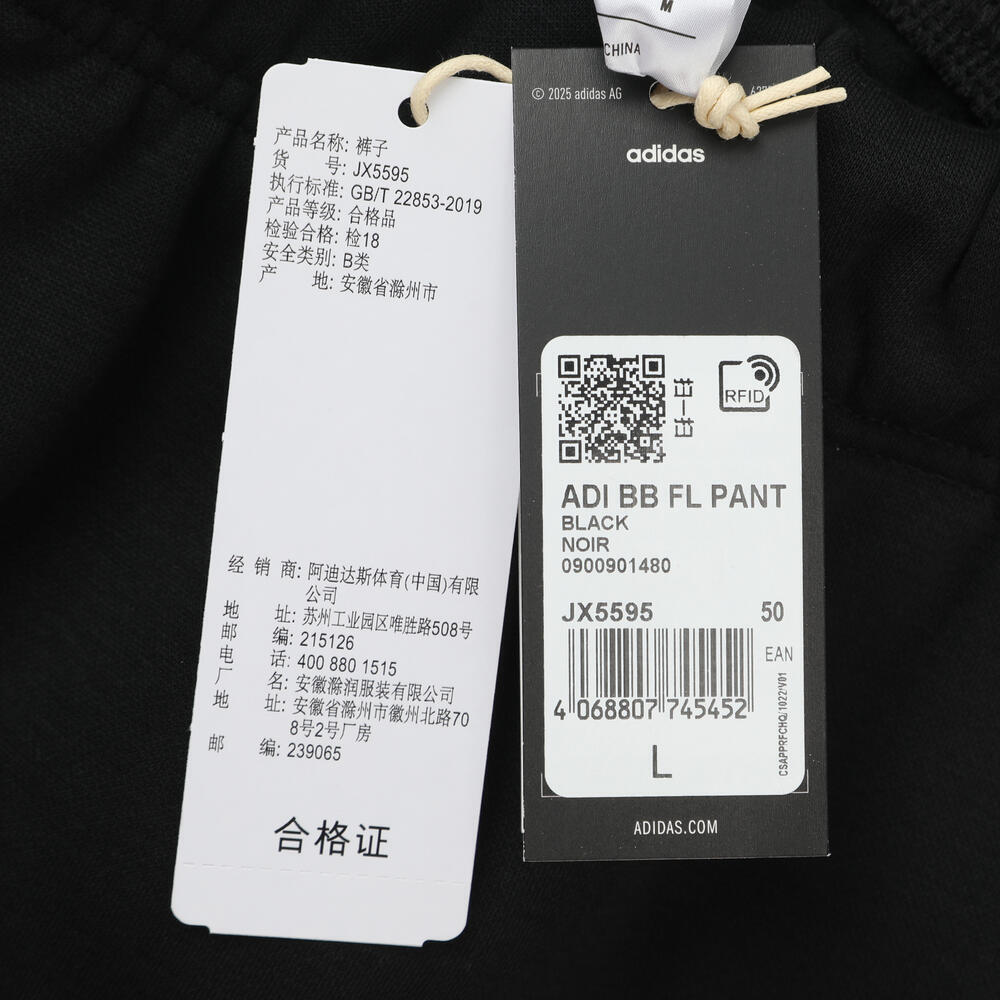 M
CHINA
产品名称: 裤子
货 号: JX5595
执行标准: GB/T 22853-2019
产品等级: 合格品
检验合格: 检18
安全类别: B类
产 地: 安徽省滁州市
经 销 商: 阿迪达斯体育(中国)有限
公司
地 址: 苏州工业园区唯胜路508号
邮 编: 215126
电 话: 400 880 1515
厂 名: 安徽滁润服装有限公司
地 址: 安徽省滁州市徽州北路70
8号2号厂房
邮 编: 239065
合格证
© 2025 adidas AG
adidas
扫一扫
RFID
ADI BB FL PANT
BLACK
NOIR
0900901480
JX5595 50
EAN
4 068807 745452
CSAPPRFCHQ/1022/V01
L
ADIDAS.COM